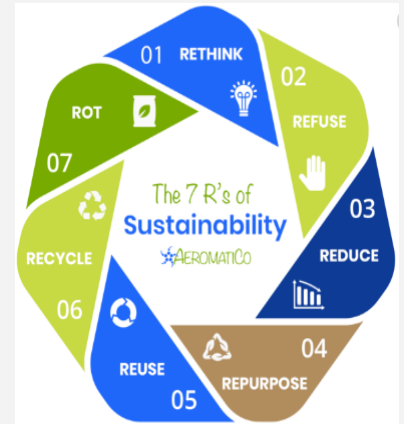 01 RETHINK
02
REFUSE
03
REDUCE
04
REPURPOSE
REUSE
05
RECYCLE
06
ROT
07
The 7 R's of
Sustainability
AEROMATICO